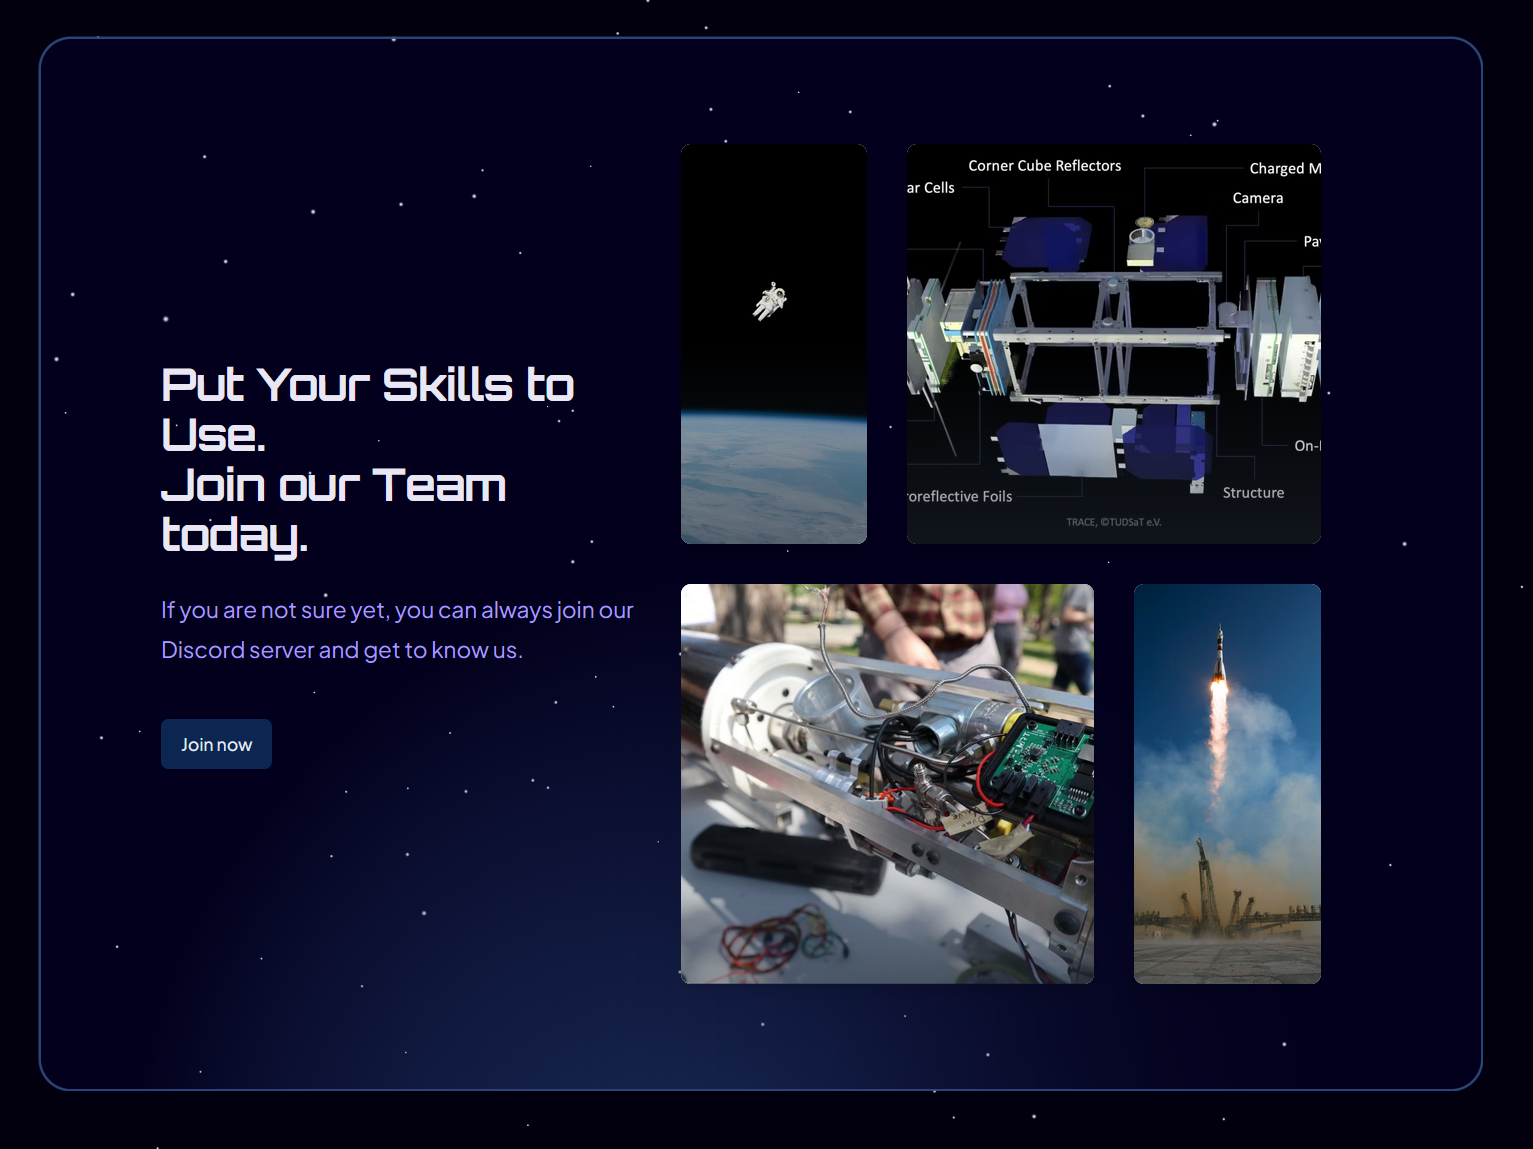 Put Your Skills to
Use.
Join our Team
today.
If you are not sure yet, you can always join our
Discord server and get to know us.
Join now
Corner Cube Reflectors
Charged M
ar Cells
Camera
Pa
On-
roreflective Foils
Structure
TRACE, ©TUDSaT e.V.